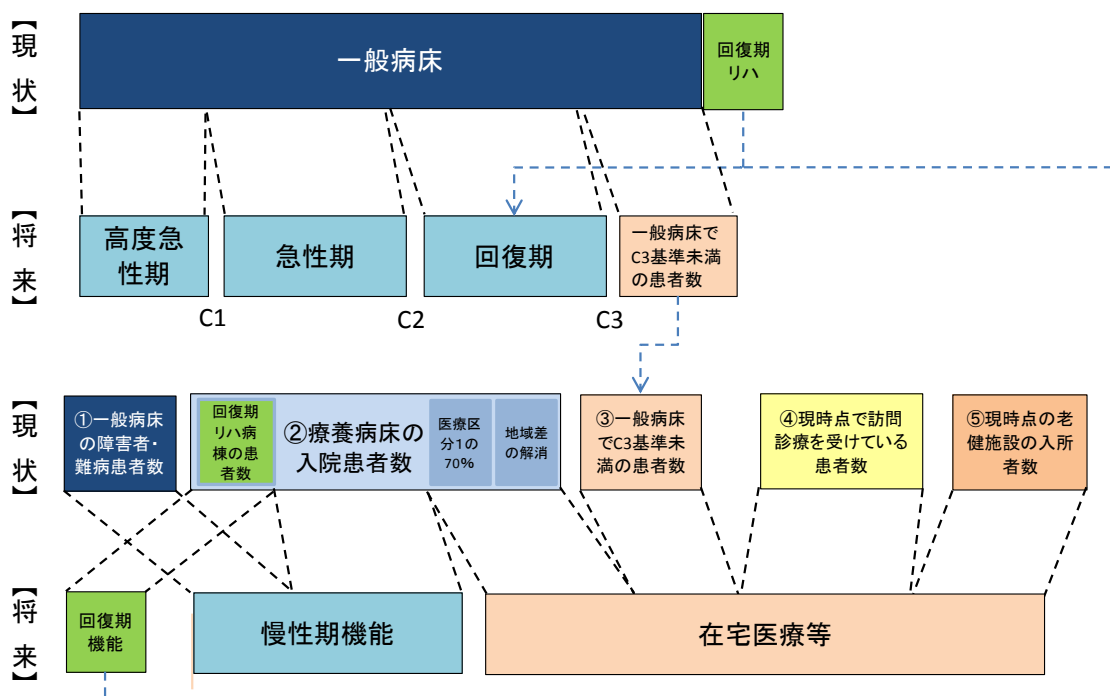 【現状】
一般病床
回復期
リハ
【将来】
高度急
性期
急性期
回復期
一般病床で
C3基準未満
の患者数
C1
C2
C3
【現状】
①一般病床
の障害者・
難病患者数
回復期
リハ病
棟の患
者数
②療養病床の
入院患者数
医療区
分1の
70%
地域差
の解消
③一般病床
でC3基準未
満の患者数
④現時点で訪問
診療を受けている
患者数
⑤現時点の老
健施設の入所
者数
【将来】
回復期
機能
慢性期機能
在宅医療等